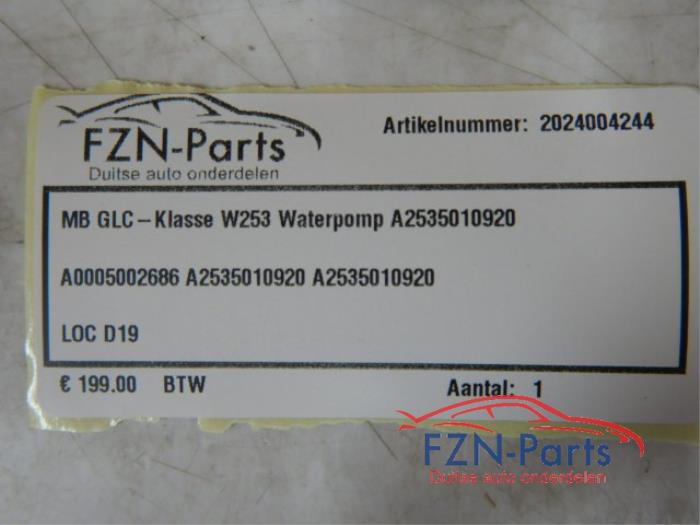 FZN-Parts
Duitse auto onderdelen
Artikelnummer: 2024004244
MB GLC-Klasse W253 Waterpomp A2535010920
A0005002686 A2535010920 A2535010920
LOC D19
€ 199.00 BTW
Aantal: 1
FZN-Parts
Duitse auto onderdelen